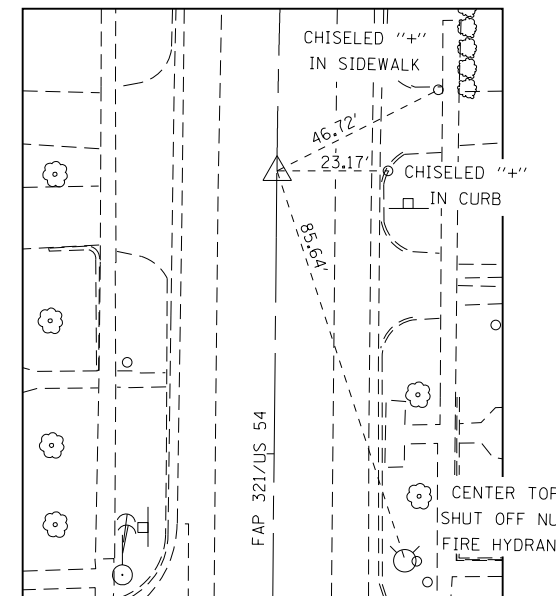 CHISELED "+"
IN SIDEWALK
46.72'
23.17'
CHISELED "+"
IN CURB
85.64'
FAP 321/US 54
CENTER TOP
SHUT OFF NU
FIRE HYDRAN